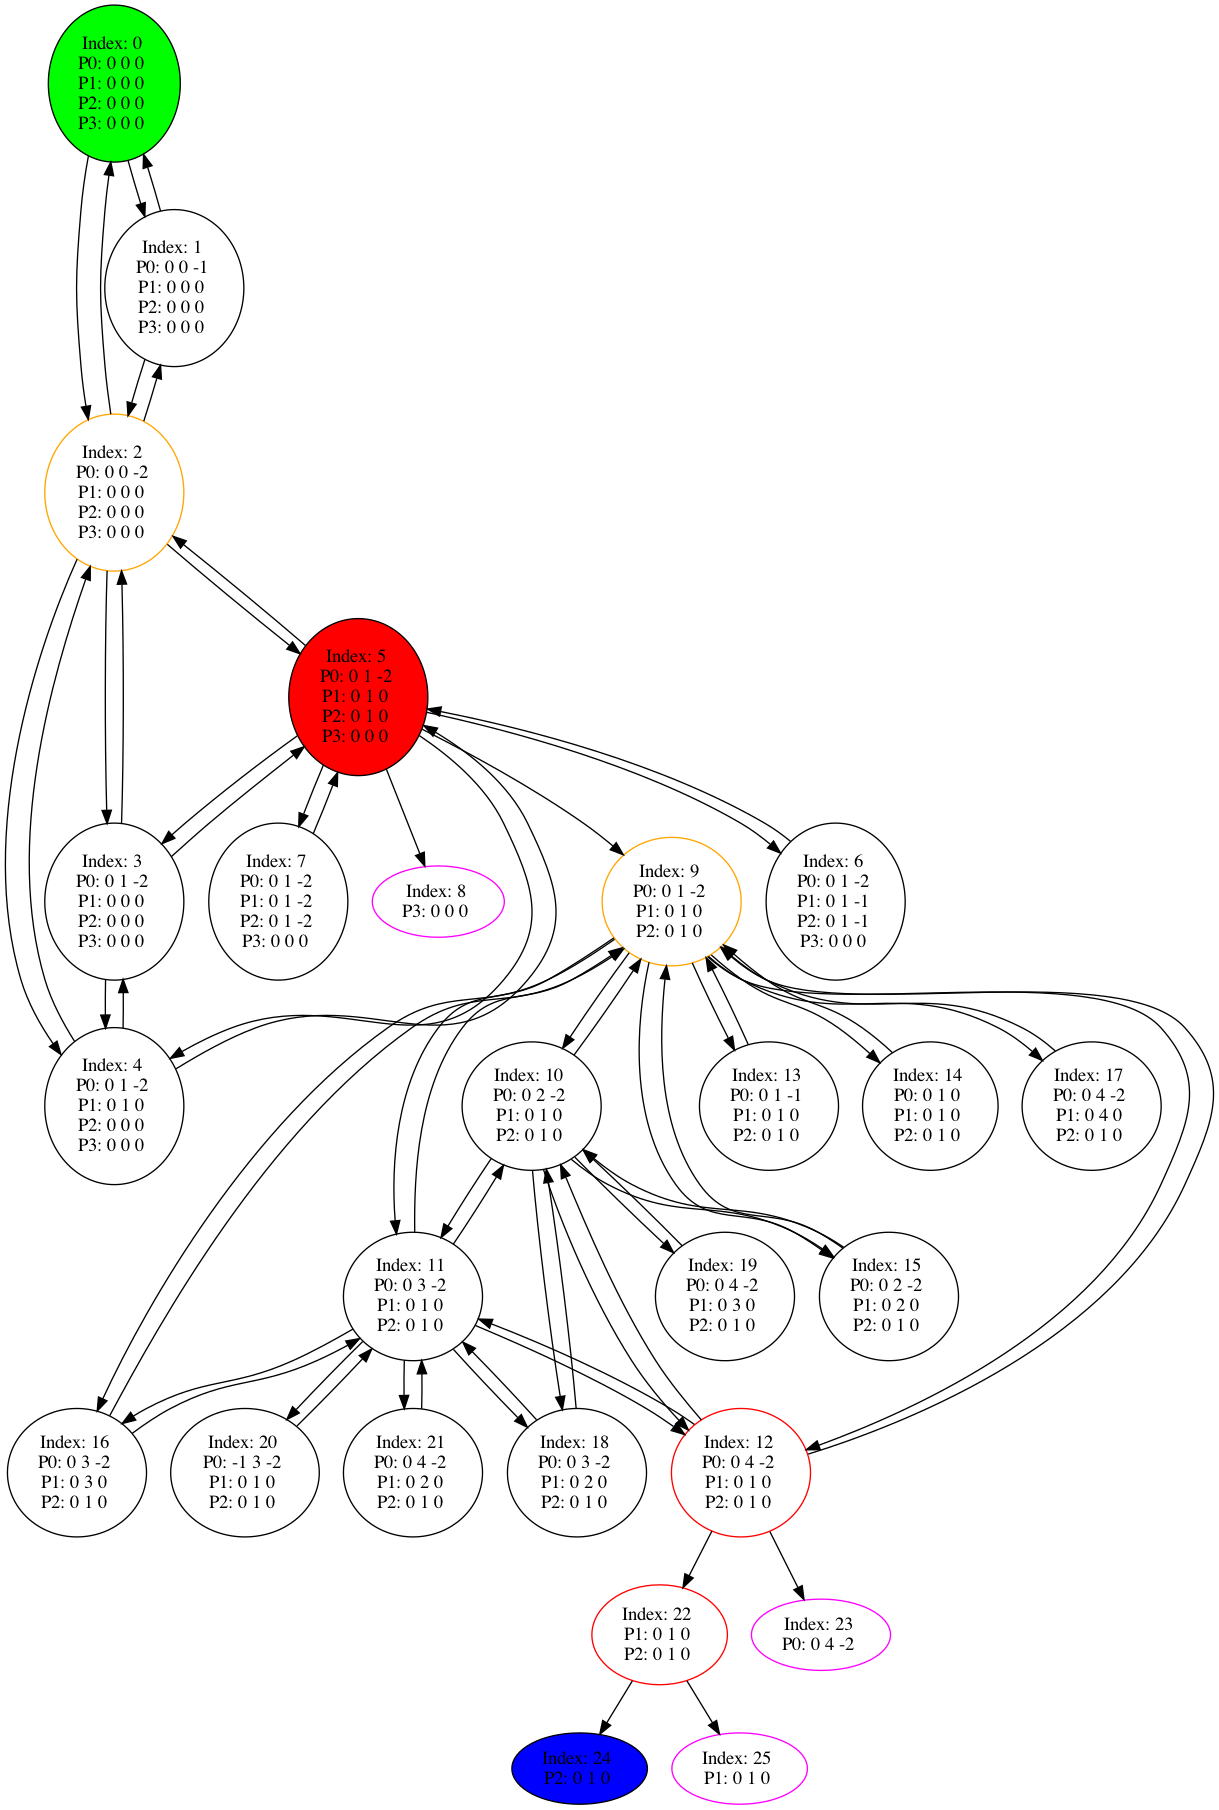 Index: 0
P0: 0 0 0
P1: 0 0 0
P2: 0 0 0
P3: 0 0 0
Index: 1
P0: 0 0 -1
P1: 0 0 0
P2: 0 0 0
P3: 0 0 0
Index: 2
P0: 0 0 -2
P1: 0 0 0
P2: 0 0 0
P3: 0 0 0
Index: 5
P0: 0 1 -2
P1: 0 1 0
P2: 0 1 0
P3: 0 0 0
Index: 3
P0: 0 1 -2
P1: 0 0 0
P2: 0 0 0
P3: 0 0 0
Index: 7
P0: 0 1 -2
P1: 0 1 -2
P2: 0 1 -2
P3: 0 0 0
Index: 8
P3: 0 0 0
Index: 9
P0: 0 1 -2
P1: 0 1 0
P2: 0 1 0
Index: 6
P0: 0 1 -2
P1: 0 1 -1
P2: 0 1 -1
P3: 0 0 0
Index: 4
P0: 0 1 -2
P1: 0 1 0
P2: 0 0 0
P3: 0 0 0
Index: 10
P0: 0 2 -2
P1: 0 1 0
P2: 0 1 0
Index: 13
P0: 0 1 -1
P1: 0 1 0
P2: 0 1 0
Index: 14
P0: 0 1 0
P1: 0 1 0
P2: 0 1 0
Index: 17
P0: 0 4 -2
P1: 0 4 0
P2: 0 1 0
Index: 11
P0: 0 3 -2
P1: 0 1 0
P2: 0 1 0
Index: 19
P0: 0 4 -2
P1: 0 3 0
P2: 0 1 0
Index: 15
P0: 0 2 -2
P1: 0 2 0
P2: 0 1 0
Index: 16
P0: 0 3 -2
P1: 0 3 0
P2: 0 1 0
Index: 20
P0: -1 3 -2
P1: 0 1 0
P2: 0 1 0
Index: 21
P0: 0 4 -2
P1: 0 2 0
P2: 0 1 0
Index: 18
P0: 0 3 -2
P1: 0 2 0
P2: 0 1 0
Index: 12
P0: 0 4 -2
P1: 0 1 0
P2: 0 1 0
Index: 22
P1: 0 1 0
P2: 0 1 0
Index: 23
P0: 0 4 -2
Index: 24
P2: 0 1 0
Index: 25
P1: 0 1 0